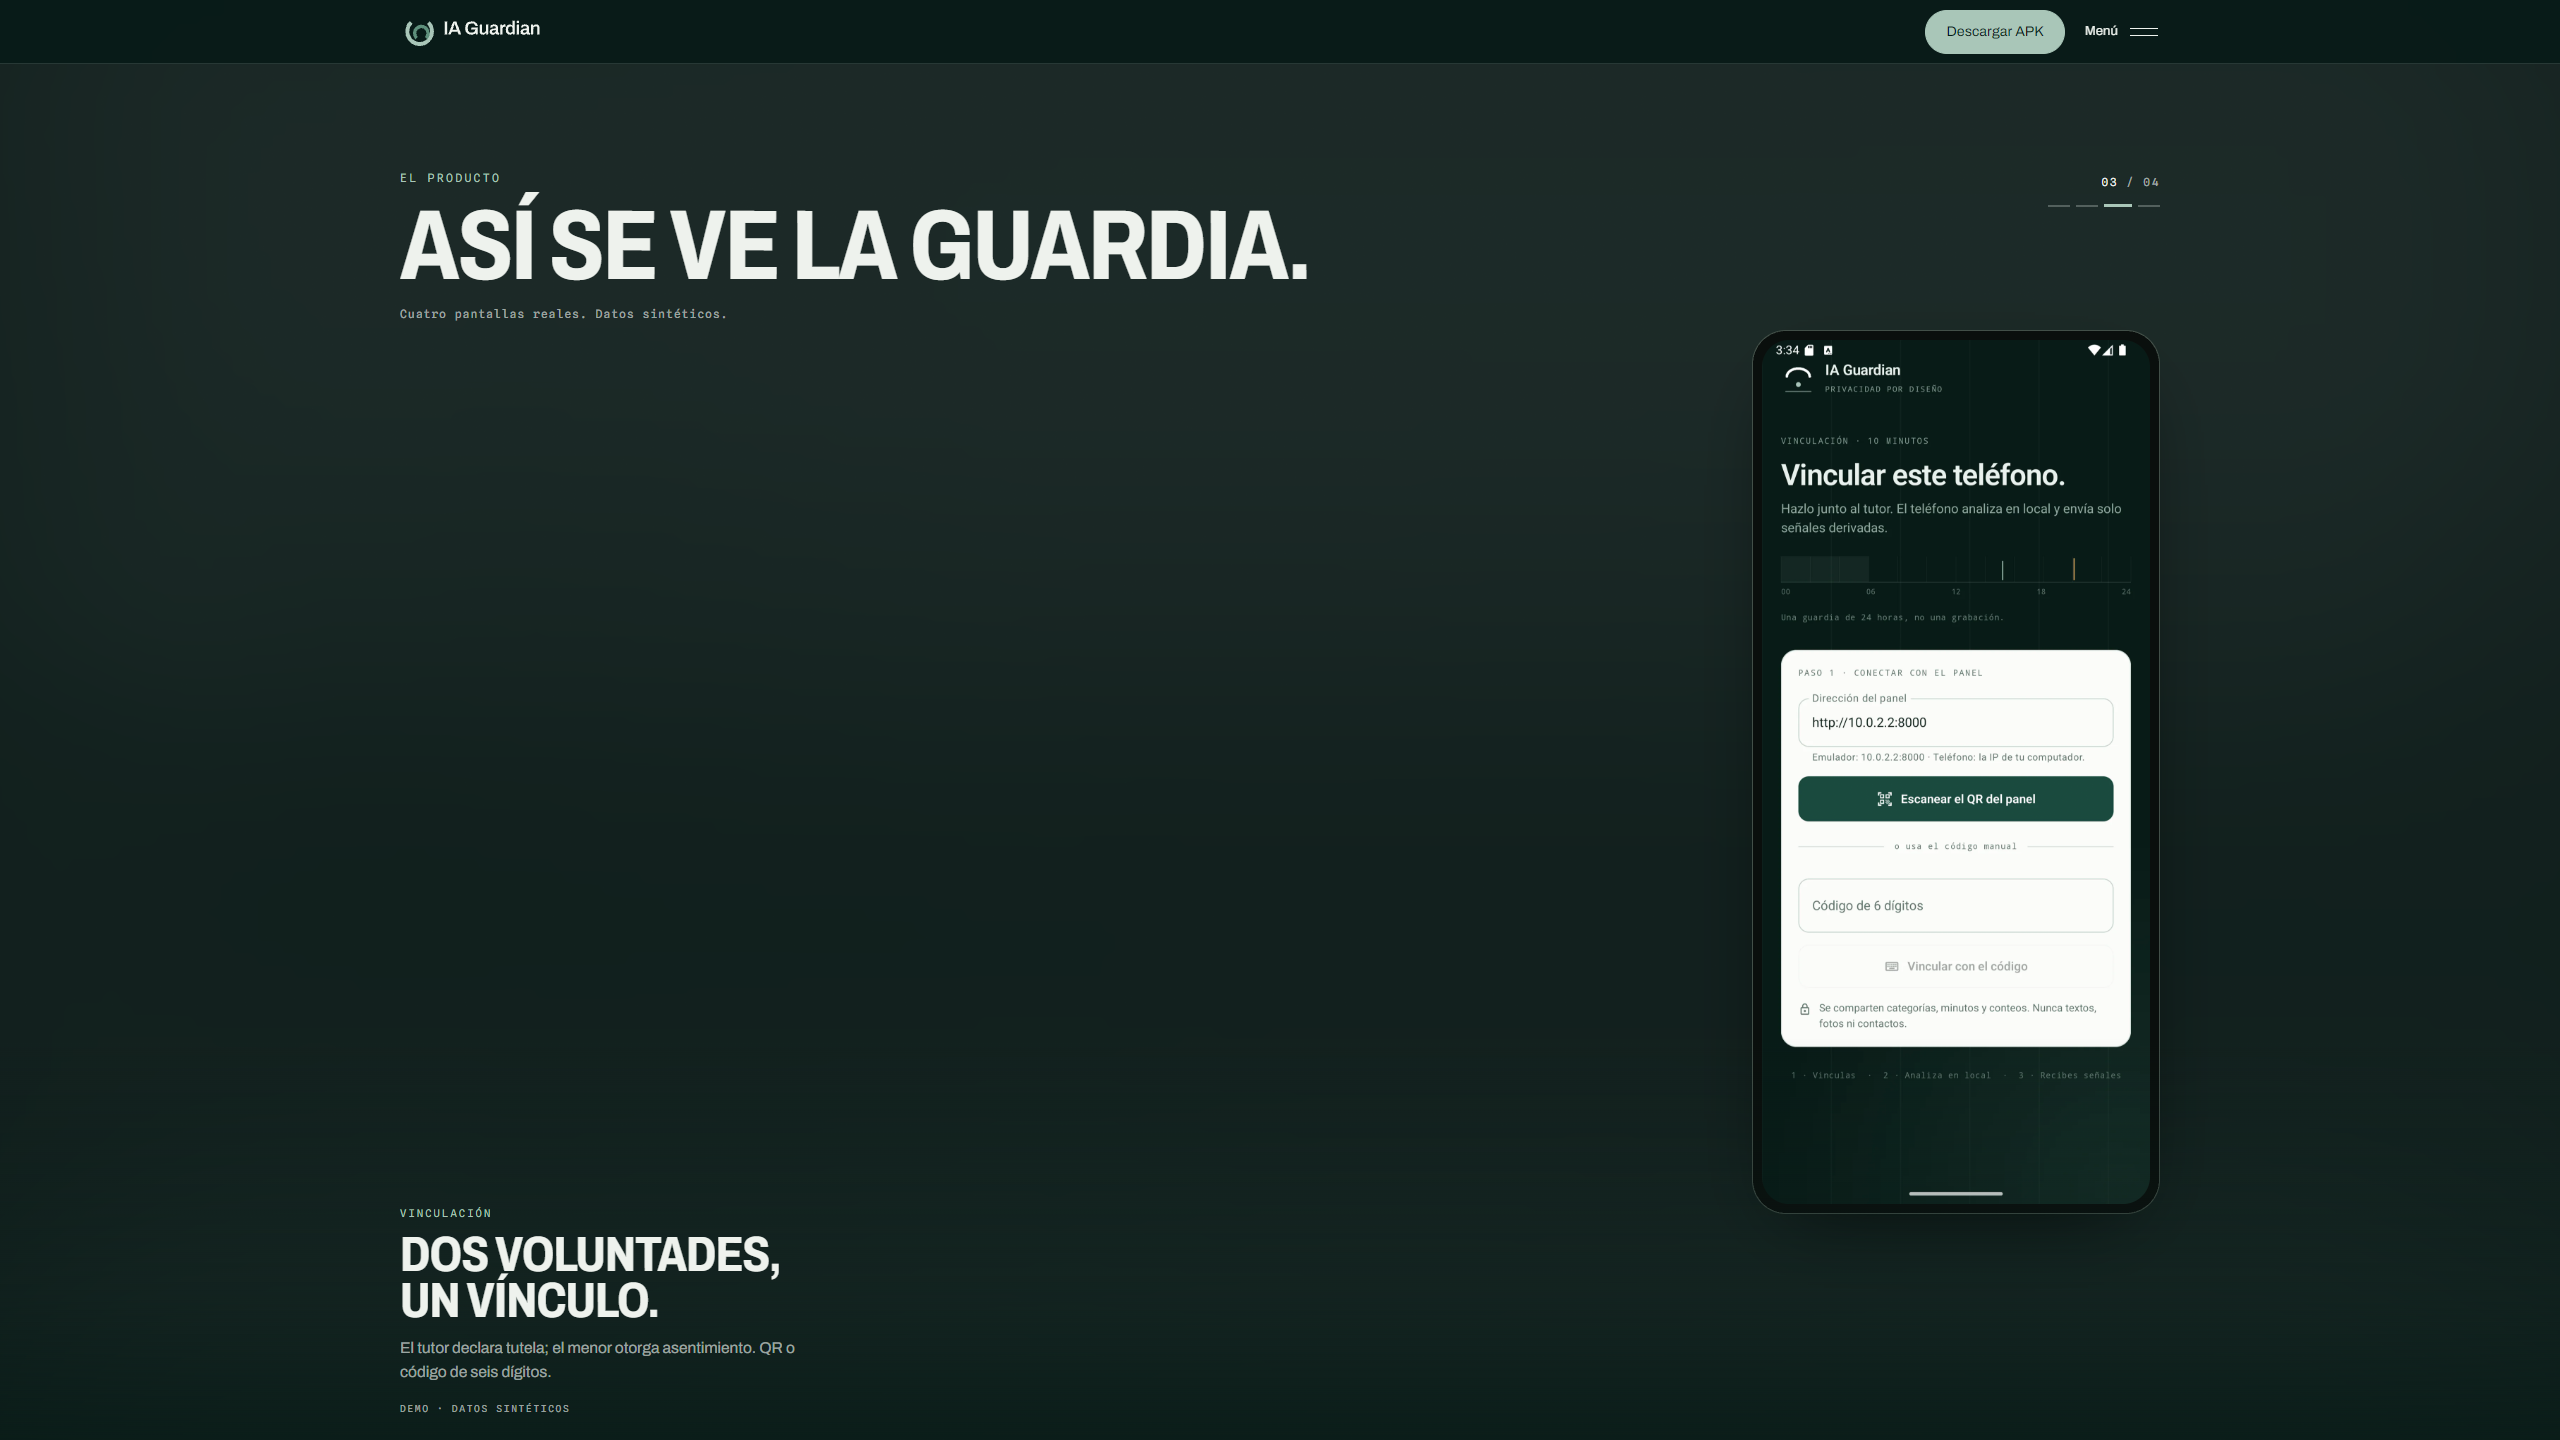 IA Guardian
Descargar APK
Menú
EL PRODUCTO
03 / 04
ASÍ SE VE LA GUARDIA.
Cuatro pantallas reales. Datos sintéticos.
3:34
IA Guardian
PRIVACIDAD POR DISEÑO
VINCULACIÓN · 10 MINUTOS
Vincular este teléfono.
Hazlo junto al tutor. El teléfono analiza en local y envía solo
señales derivadas.
00 06 12 18 24
Una guardia de 24 horas, no una grabación.
PASO 1 · CONECTAR CON EL PANEL
Dirección del panel
http://10.0.2.2:8000
Emulador: 10.0.2.2:8000 · Teléfono: la IP de tu computador.
Escanear el QR del panel
o usa el código manual
Código de 6 dígitos
Vincular con el código
Se comparten categorías, minutos y conteos. Nunca textos,
fotos ni contactos.
1 · Vinculas · 2 · Analiza en local · 3 · Recibes señales
VINCULACIÓN
DOS VOLUNTADES,
UN VÍNCULO.
El tutor declara tutela; el menor otorga asentimiento. QR o
código de seis dígitos.
DEMO · DATOS SINTÉTICOS